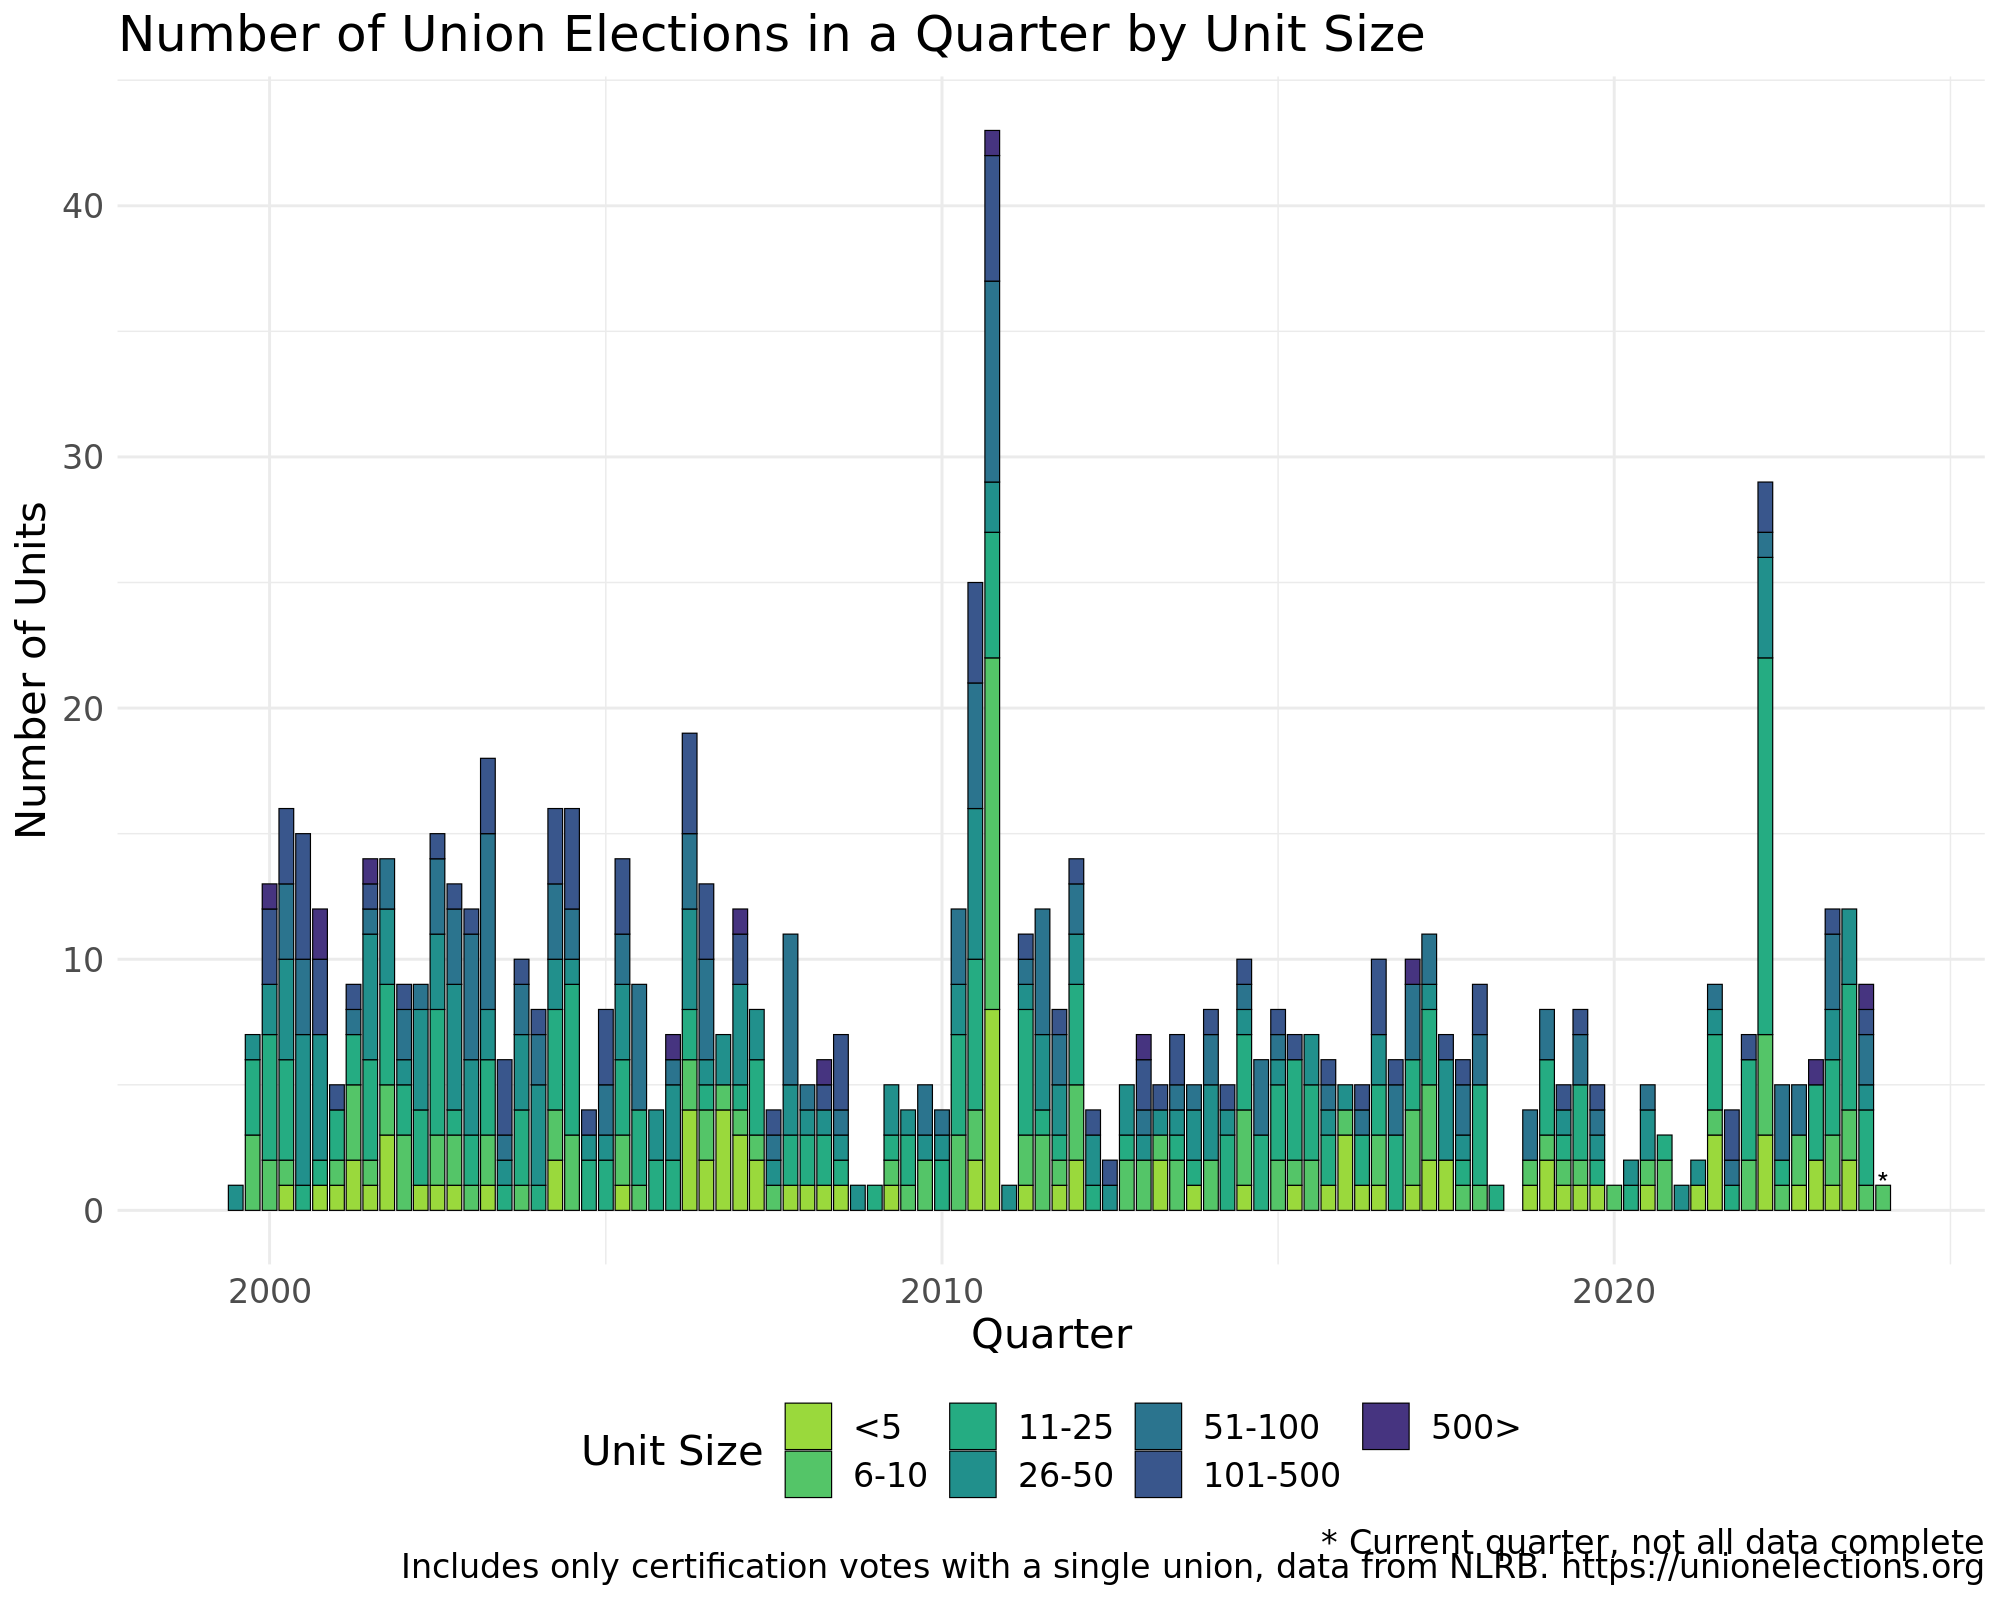 Number of Union Elections in a Quarter by Unit Size
Number of Units
40
30
20
10
0
*
2000 2010 2020
Quarter
Unit Size
<5 11-25 51-100 500>
6-10 26-50 101-500
* Current quarter, not all data complete
Includes only certification votes with a single union, data from NLRB. https://unionelections.org